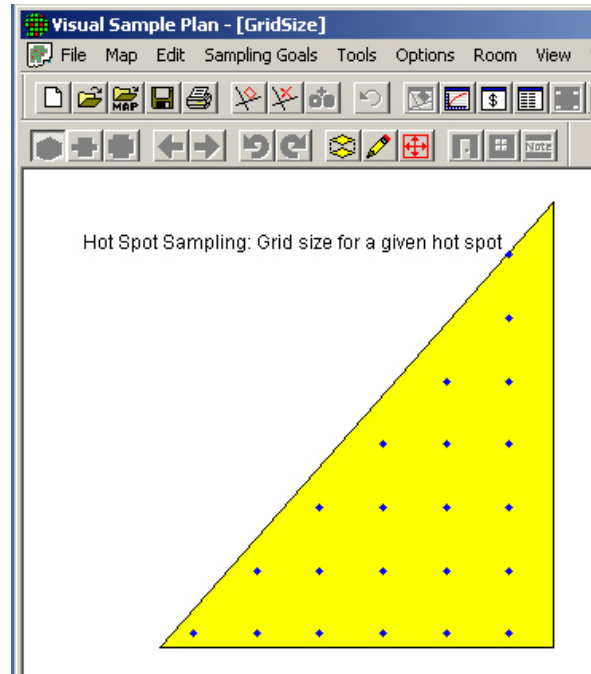 Visual Sample Plan - [GridSize]
File Map Edit Sampling Goals Tools Options Room View
MAP
$
Note
Hot Spot Sampling: Grid size for a given hot spot